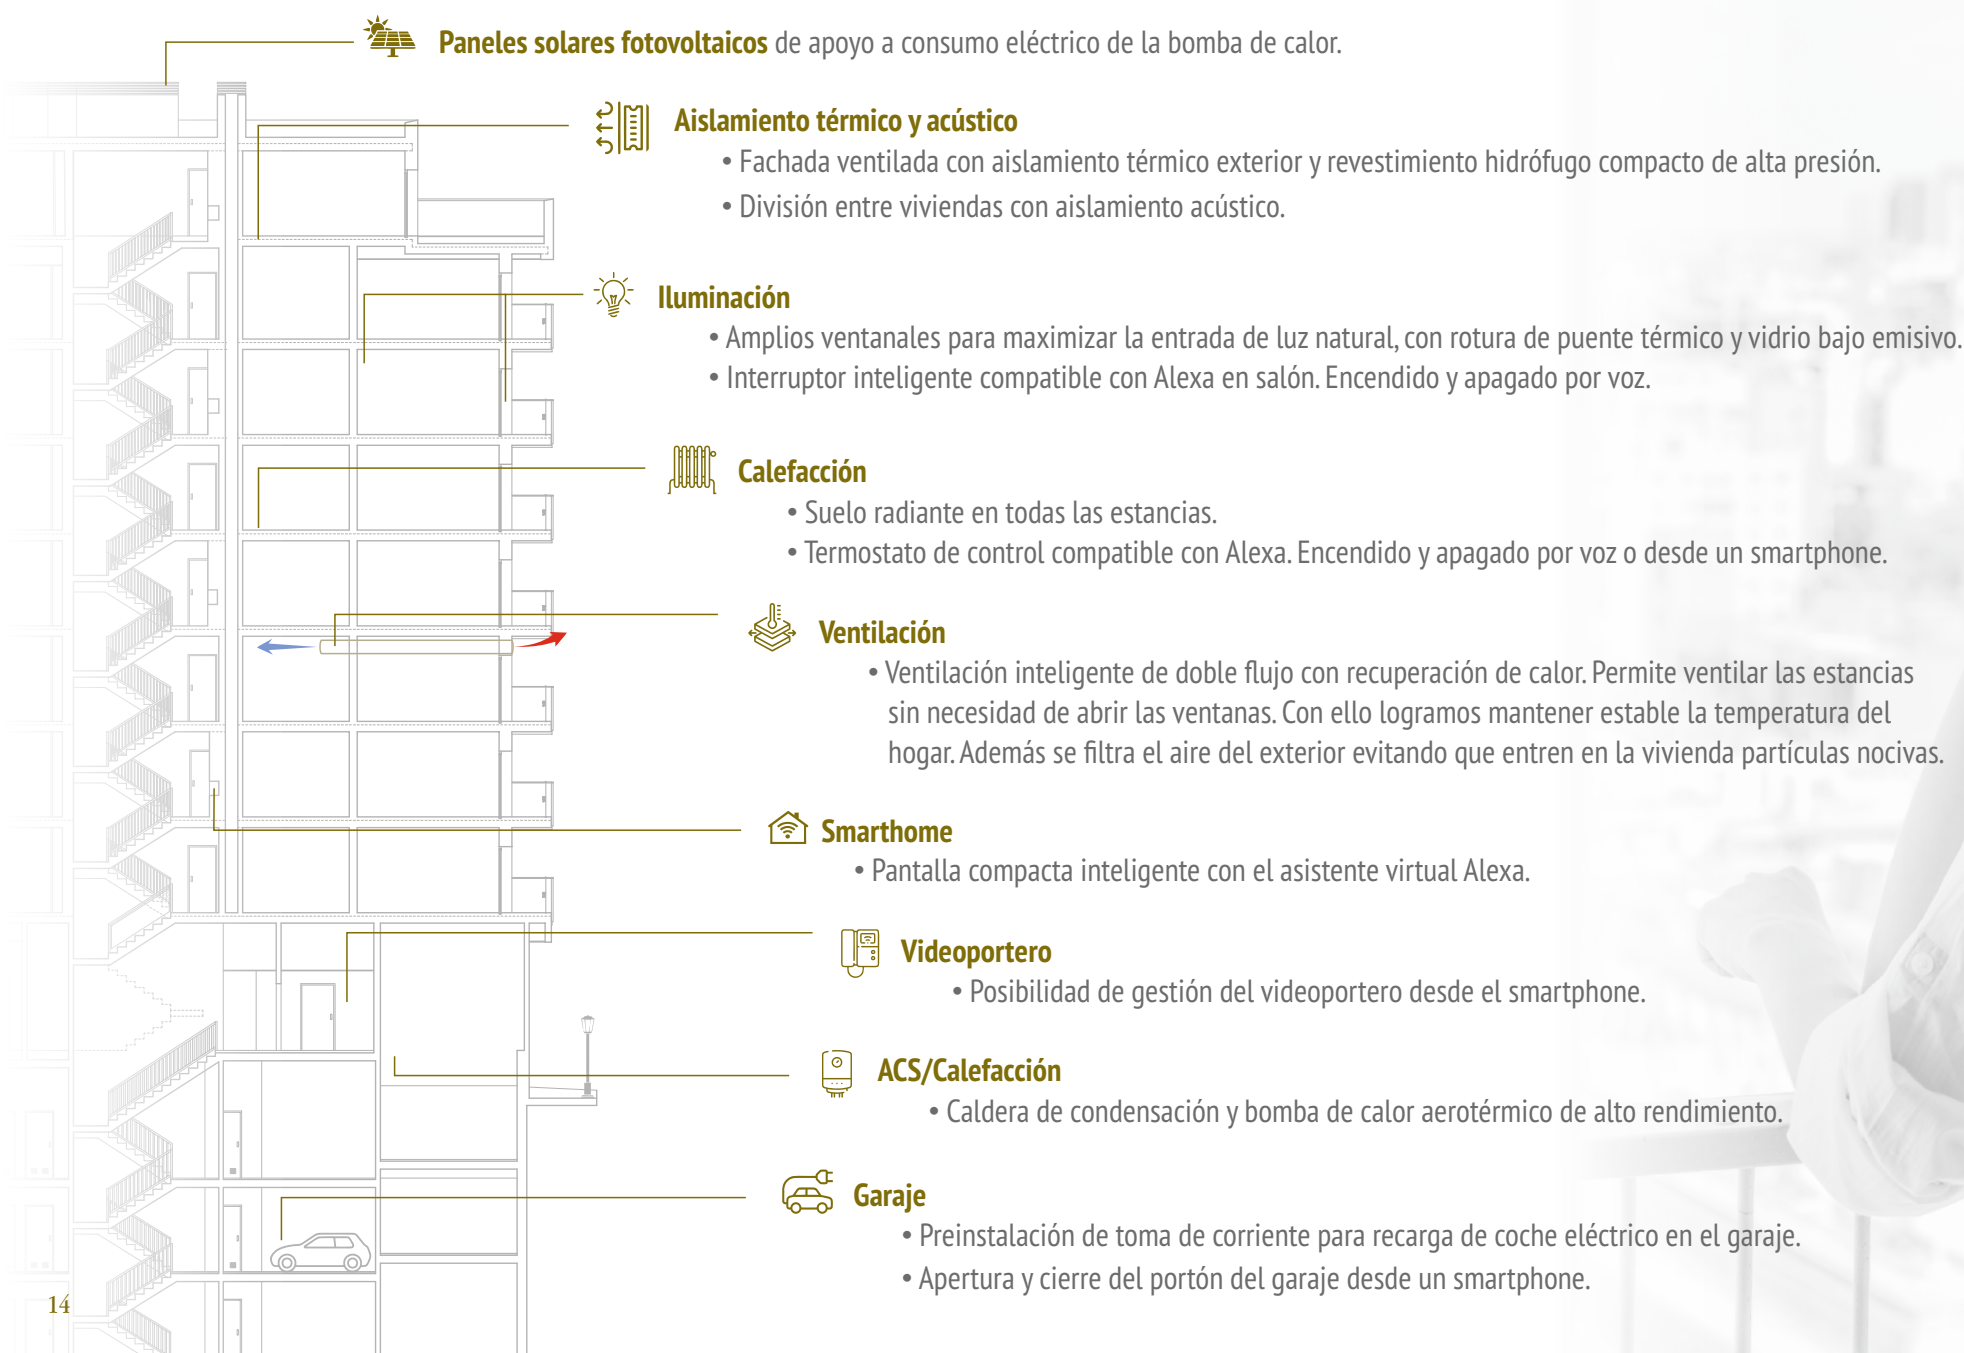 Paneles solares fotovoltaicos de apoyo a consumo eléctrico de la bomba de calor.
Aislamiento térmico y acústico
• Fachada ventilada con aislamiento térmico exterior y revestimiento hidrófugo compacto de alta presión.
• División entre viviendas con aislamiento acústico.
Iluminación
• Amplios ventanales para maximizar la entrada de luz natural, con rotura de puente térmico y vidrio bajo emisivo.
• Interruptor inteligente compatible con Alexa en salón. Encendido y apagado por voz.
Calefacción
• Suelo radiante en todas las estancias.
• Termostato de control compatible con Alexa. Encendido y apagado por voz o desde un smartphone.
Ventilación
• Ventilación inteligente de doble flujo con recuperación de calor. Permite ventilar las estancias
sin necesidad de abrir las ventanas. Con ello logramos mantener estable la temperatura del
hogar. Además se filtra el aire del exterior evitando que entren en la vivienda partículas nocivas.
Smarthome
• Pantalla compacta inteligente con el asistente virtual Alexa.
Videoportero
• Posibilidad de gestión del videoportero desde el smartphone.
ACS/Calefacción
• Caldera de condensación y bomba de calor aerotérmico de alto rendimiento.
Garaje
• Preinstalación de toma de corriente para recarga de coche eléctrico en el garaje.
• Apertura y cierre del portón del garaje desde un smartphone.
14